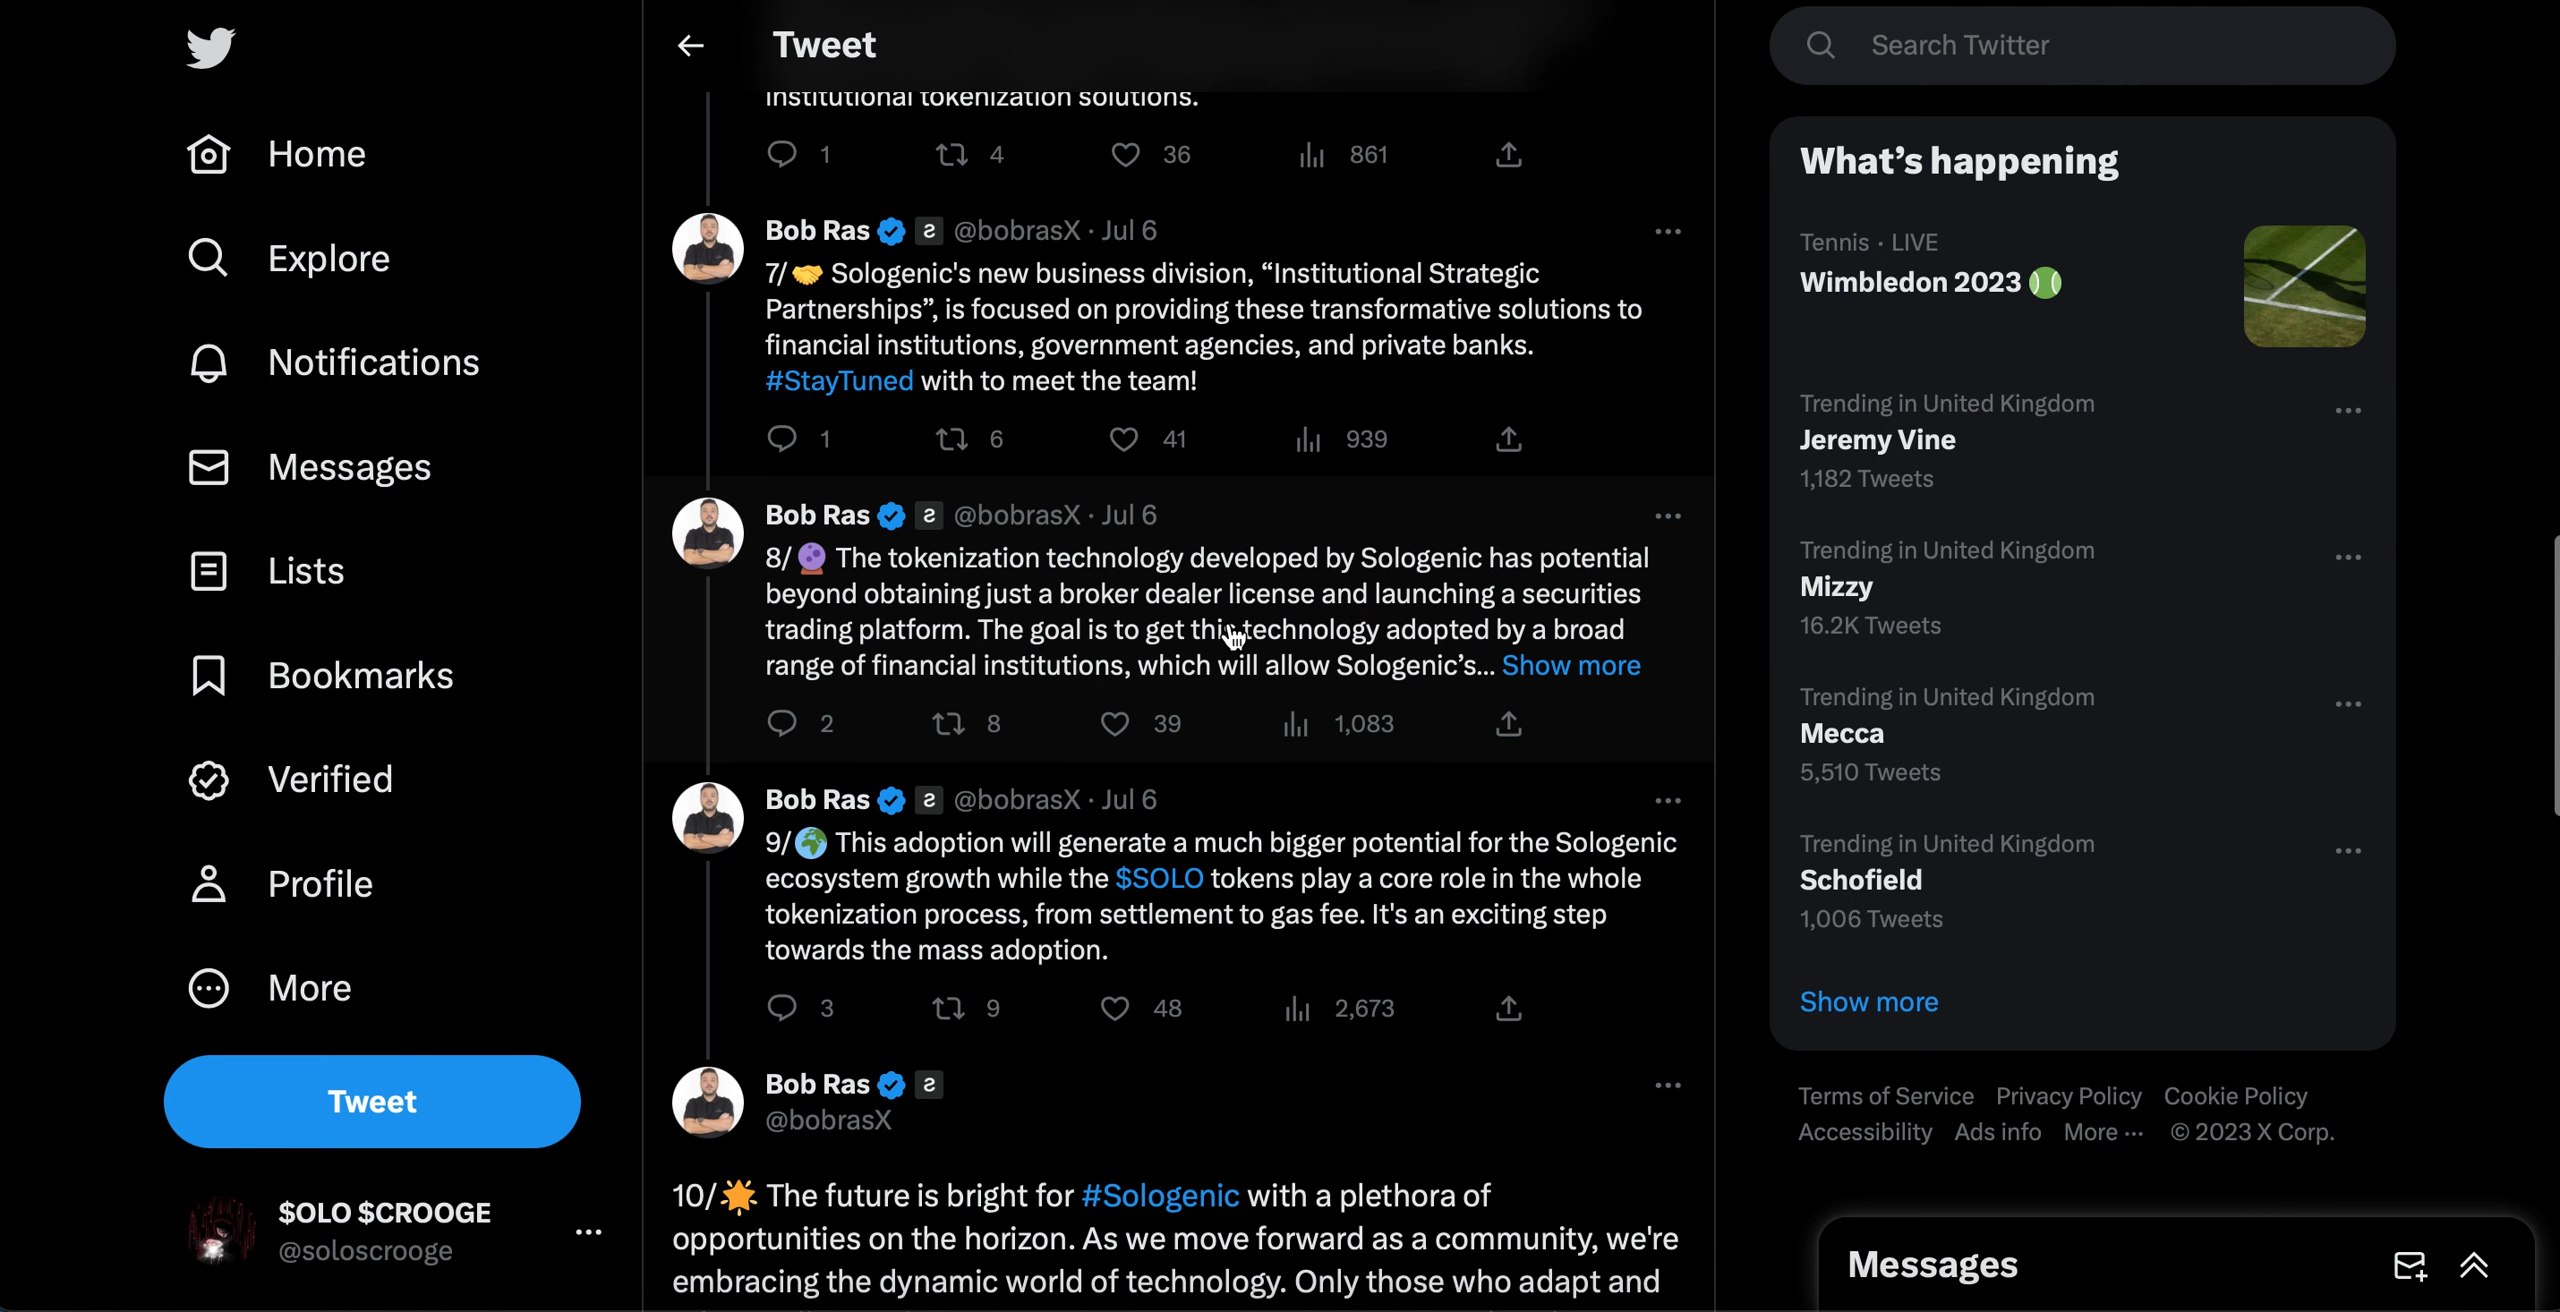 Home
Explore
Notifications
Messages
Lists
Bookmarks
Verified
Profile
More
Tweet
$OLO $CROOGE
@soloscrooge
Tweet
institutional tokenization solutions.
1 4 36 861
Bob Ras @bobrasX · Jul 6
7/🤝 Sologenic's new business division, “Institutional Strategic
Partnerships”, is focused on providing these transformative solutions to
financial institutions, government agencies, and private banks.
#StayTuned with to meet the team!
1 6 41 939
Bob Ras @bobrasX · Jul 6
8/🔮 The tokenization technology developed by Sologenic has potential
beyond obtaining just a broker dealer license and launching a securities
trading platform. The goal is to get this technology adopted by a broad
range of financial institutions, which will allow Sologenic’s... Show more
2 8 39 1,083
Bob Ras @bobrasX · Jul 6
9/🌍 This adoption will generate a much bigger potential for the Sologenic
ecosystem growth while the $SOLO tokens play a core role in the whole
tokenization process, from settlement to gas fee. It's an exciting step
towards the mass adoption.
3 9 48 2,673
Bob Ras
@bobrasX
10/🌟 The future is bright for #Sologenic with a plethora of
opportunities on the horizon. As we move forward as a community, we're
embracing the dynamic world of technology. Only those who adapt and
Search Twitter
What’s happening
Tennis · LIVE
Wimbledon 2023
Trending in United Kingdom
Jeremy Vine
1,182 Tweets
Trending in United Kingdom
Mizzy
16.2K Tweets
Trending in United Kingdom
Mecca
5,510 Tweets
Trending in United Kingdom
Schofield
1,006 Tweets
Show more
Terms of Service Privacy Policy Cookie Policy
Accessibility Ads info More ··· © 2023 X Corp.
Messages